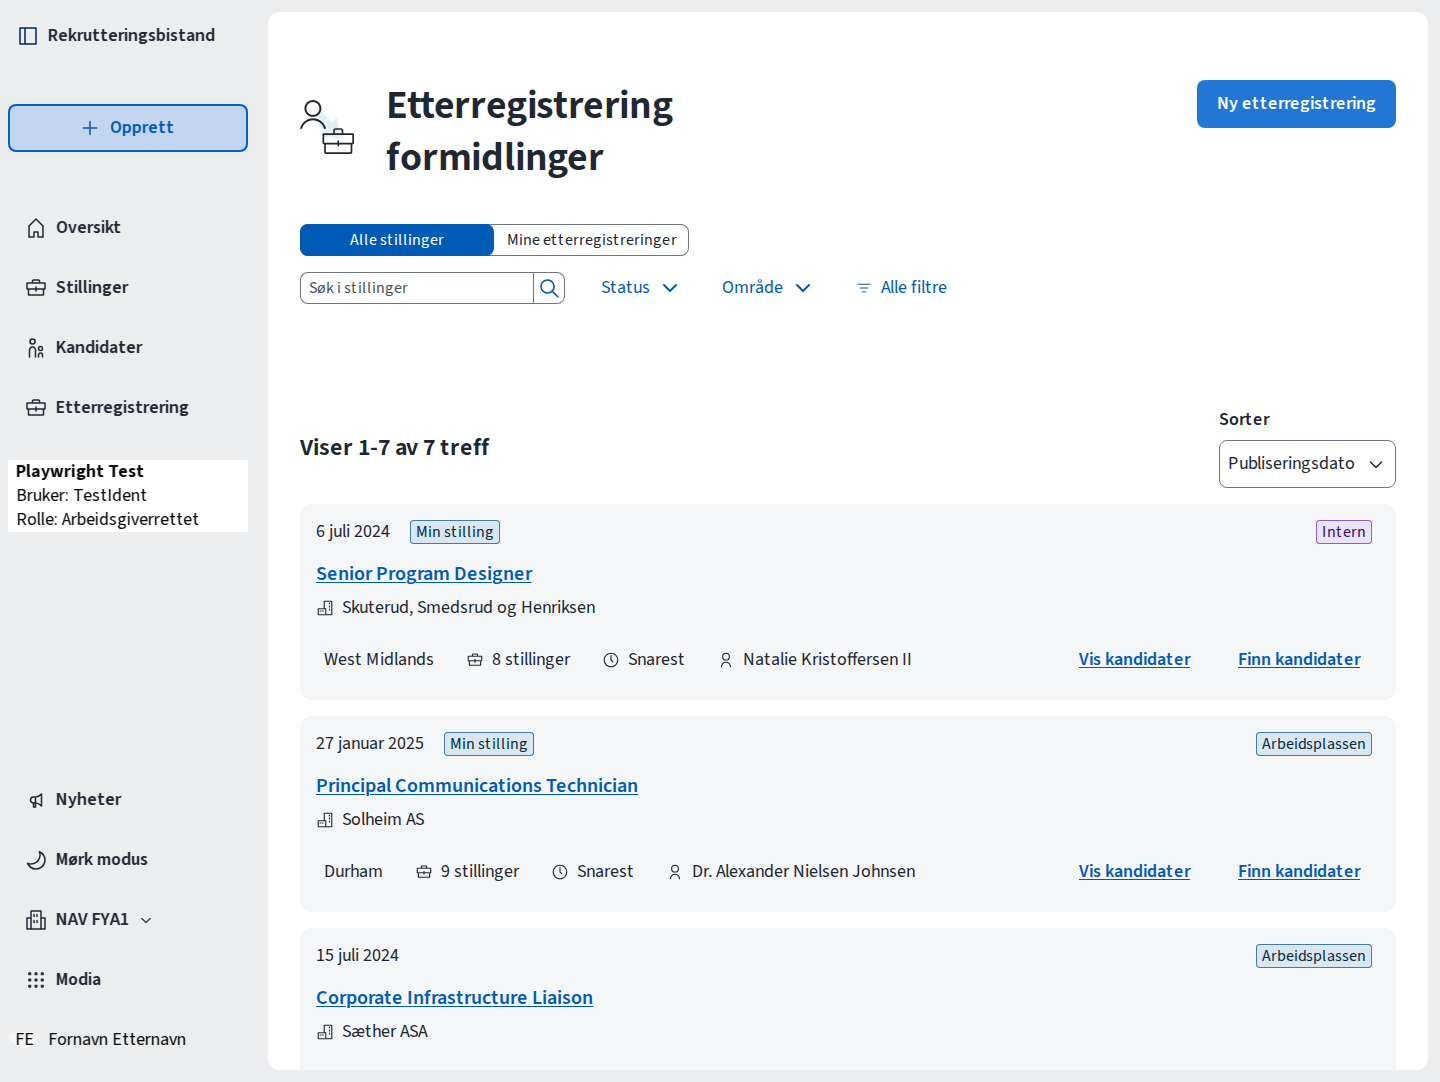 Rekrutteringsbistand
Opprett
Oversikt
Stillinger
Kandidater
Etterregistrering
Playwright Test
Bruker: TestIdent
Rolle: Arbeidsgiverrettet
Nyheter
Mørk modus
NAV FYA1
Modia
FE Fornavn Etternavn
Etterregistrering
formidlinger
Ny etterregistrering
Alle stillinger Mine etterregistreringer
Søk i stillinger Status Område Alle filtre
Viser 1-7 av 7 treff
Sorter
Publiseringsdato
6 juli 2024 Min stilling Intern
Senior Program Designer
Skuterud, Smedsrud og Henriksen
West Midlands 8 stillinger Snarest Natalie Kristoffersen II Vis kandidater Finn kandidater
27 januar 2025 Min stilling Arbeidsplassen
Principal Communications Technician
Solheim AS
Durham 9 stillinger Snarest Dr. Alexander Nielsen Johnsen Vis kandidater Finn kandidater
15 juli 2024 Arbeidsplassen
Corporate Infrastructure Liaison
Sæther ASA